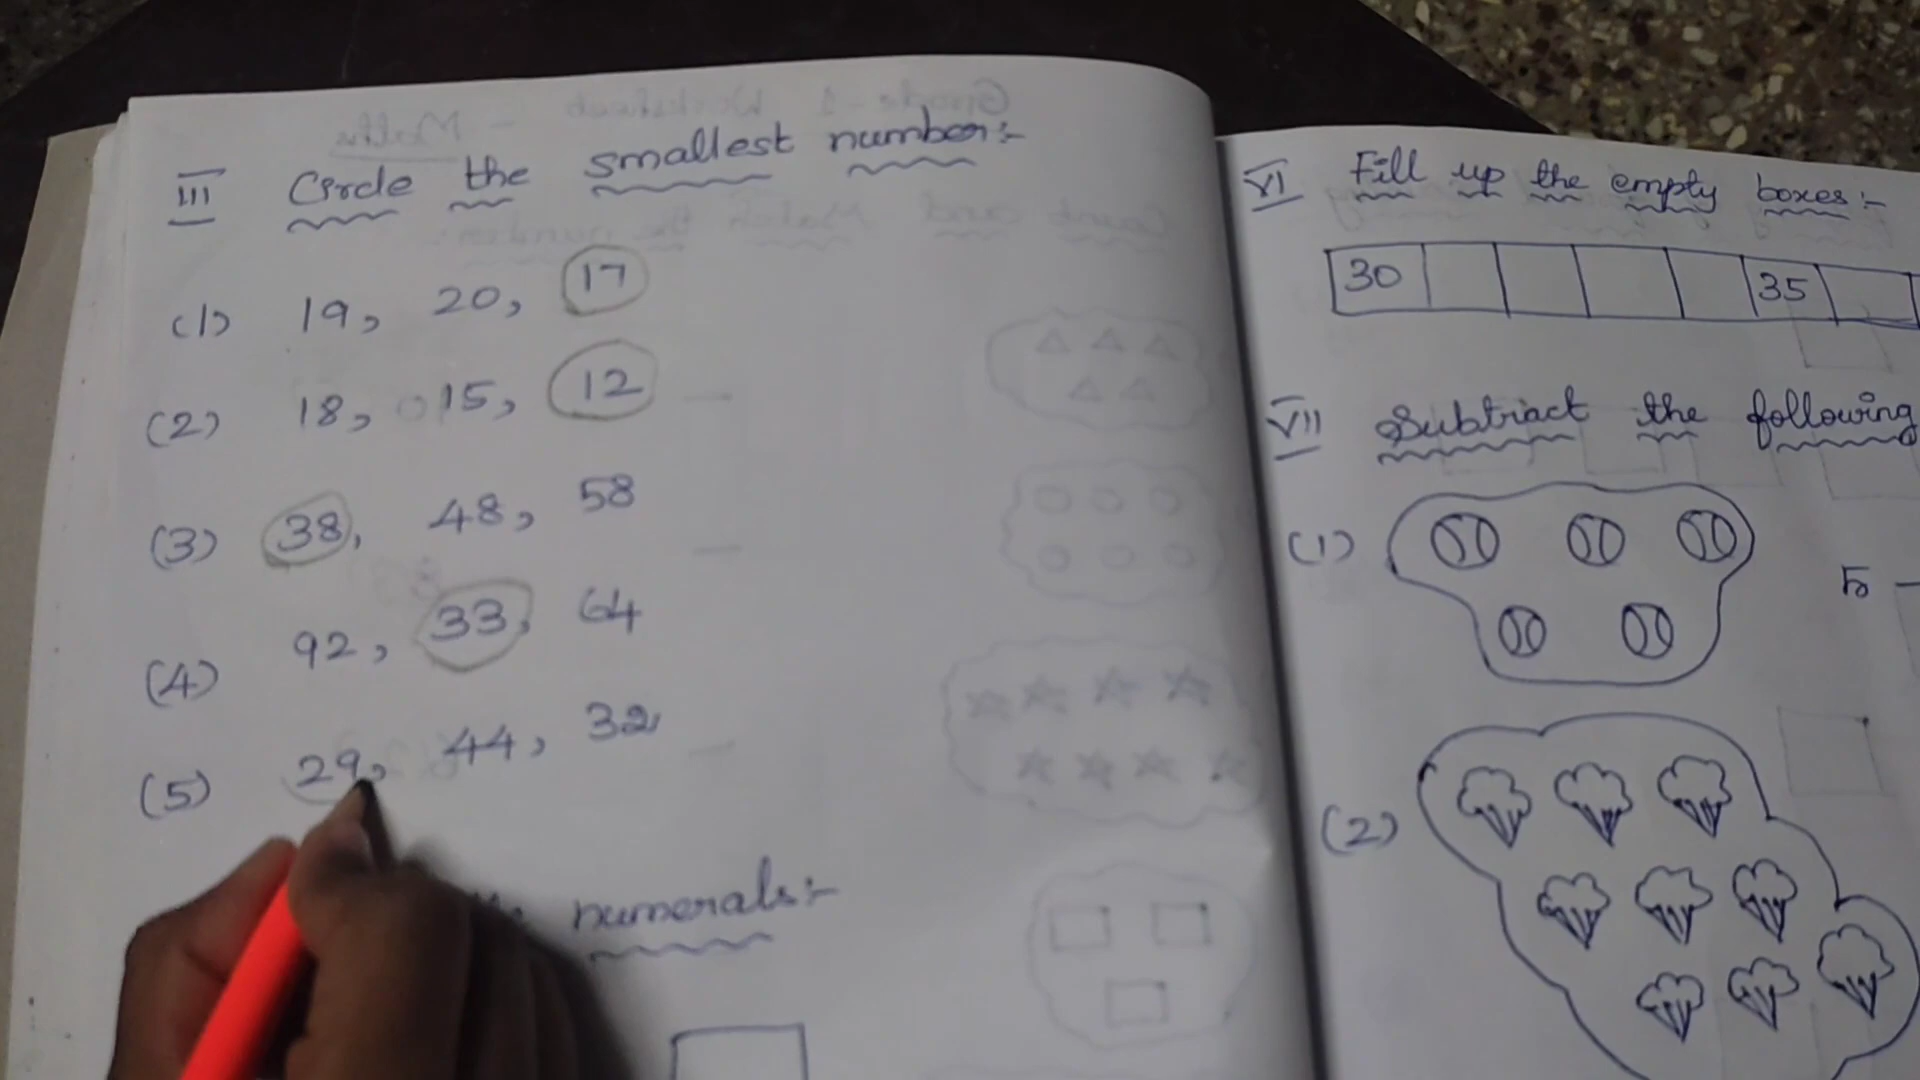 III Circle the smallest number:-
(1) 19, 20, 17
(2) 18, 15, 12
(3) 38, 48, 58
(4) 92, 33, 64
(5) 29, 44, 32
numerals:-
VI Fill up the empty boxes:-
30 35
VII Subtract the following
(1) 5 -
(2)